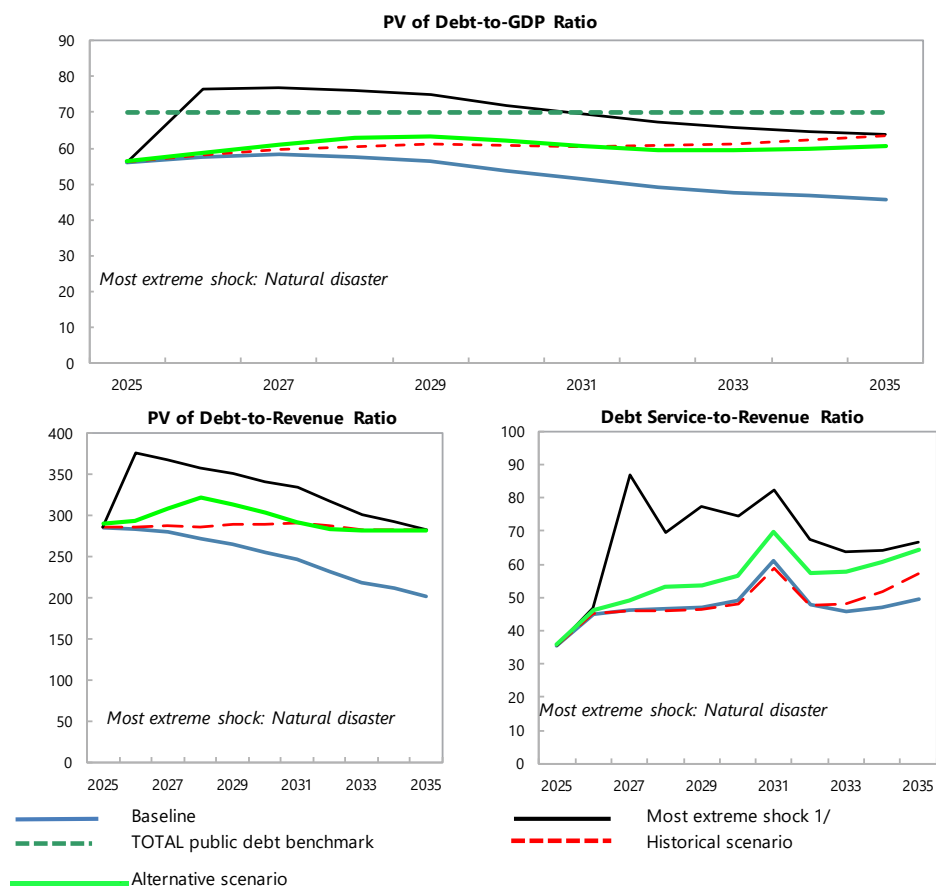 PV of Debt-to-GDP Ratio
90
80
70
60
50
40
30
20
10
0
Most extreme shock: Natural disaster
2025 2027 2029 2031 2033 2035
PV of Debt-to-Revenue Ratio
400
350
300
250
200
150
100
50
0
Most extreme shock: Natural disaster
2025 2027 2029 2031 2033 2035
Debt Service-to-Revenue Ratio
100
90
80
70
60
50
40
30
20
10
0
Most extreme shock: Natural disaster
2025 2027 2029 2031 2033 2035
Baseline
Most extreme shock 1/
TOTAL public debt benchmark
Historical scenario
Alternative scenario